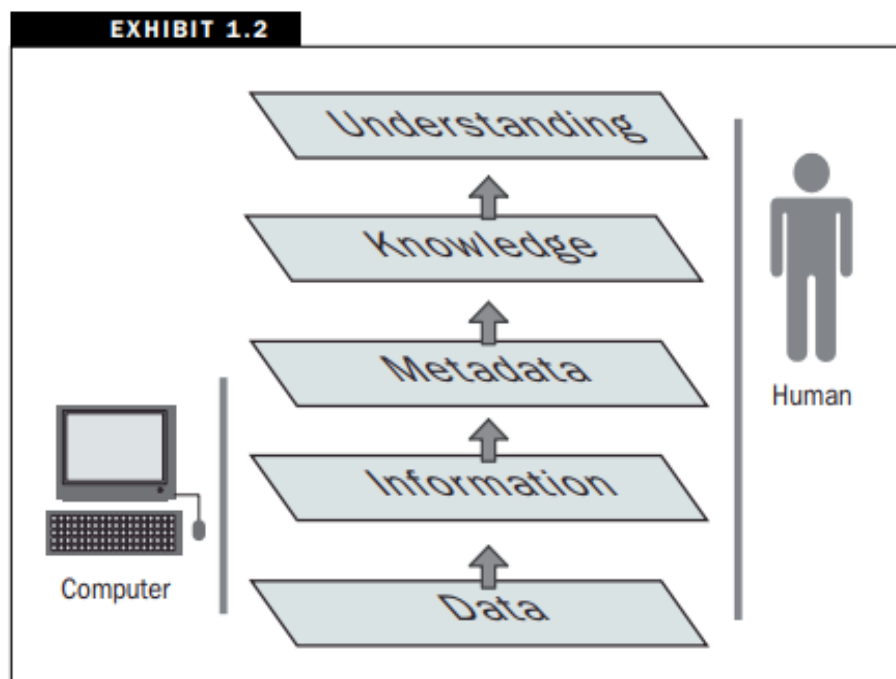 EXHIBIT 1.2
Understanding
Knowledge
Metadata
Human
Information
Computer
Data